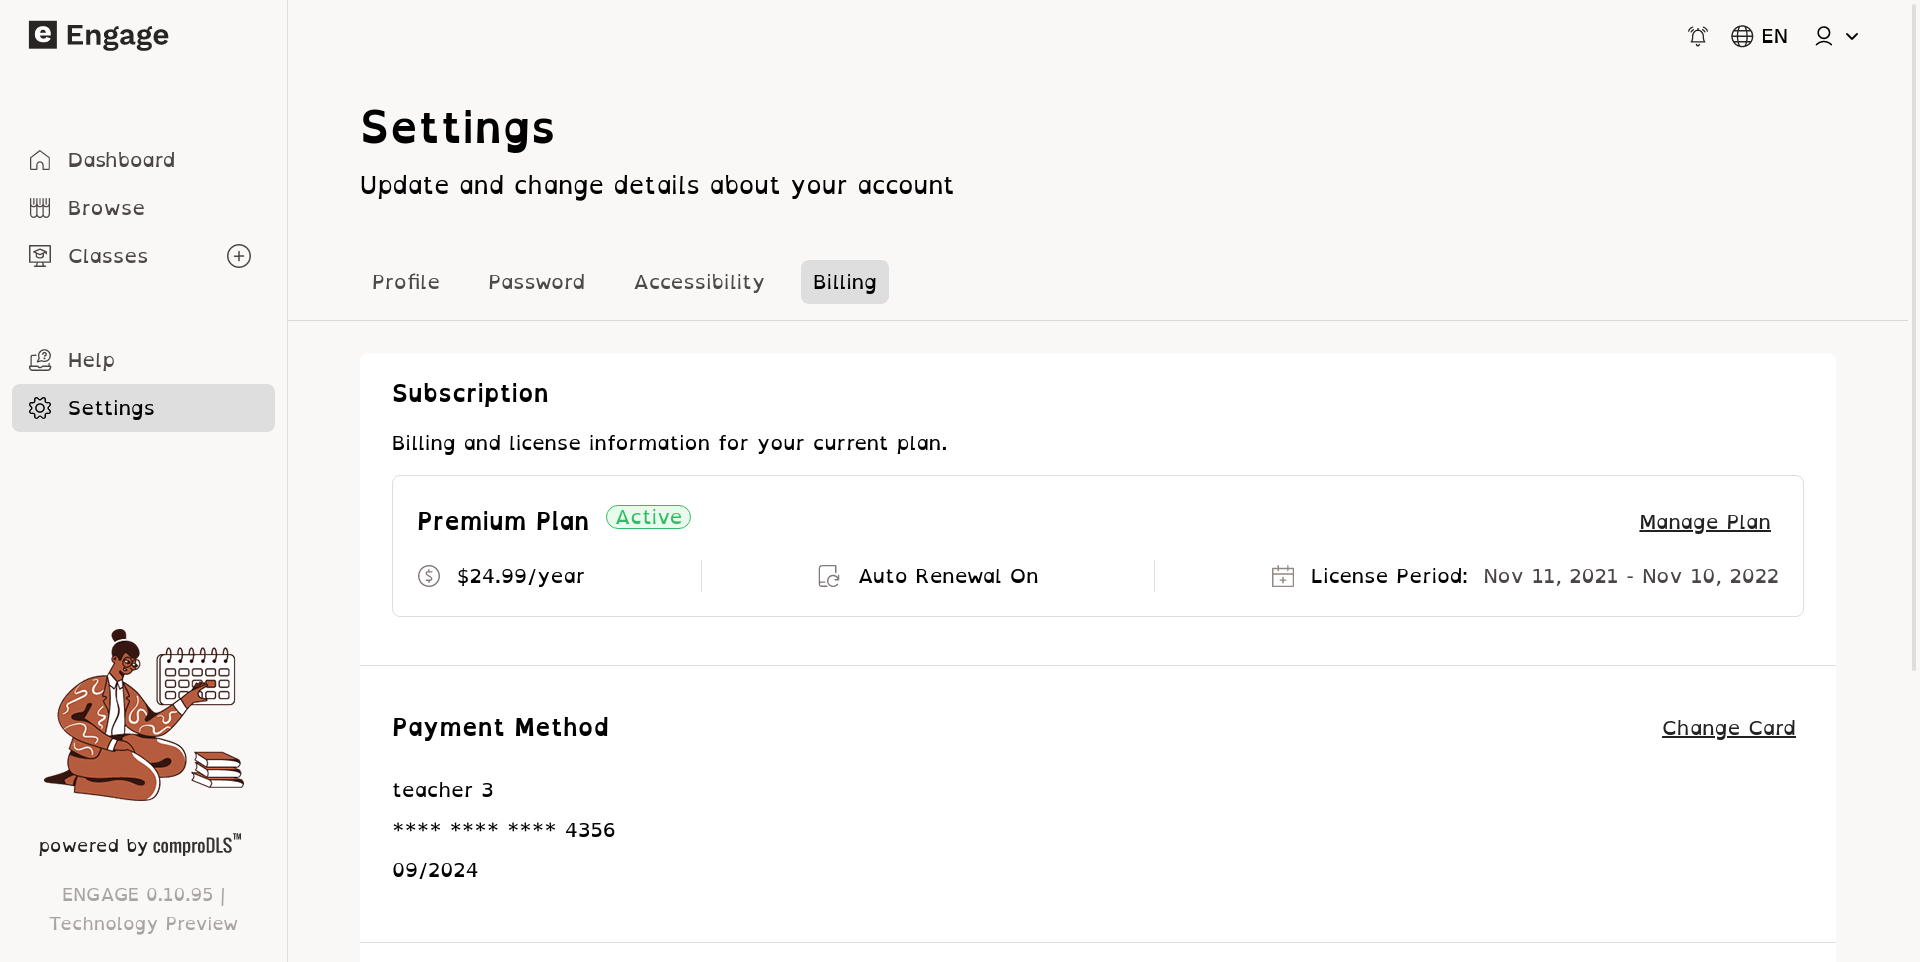 e Engage
EN
Dashboard
Browse
Classes
Help
Settings
powered by comproDLS™
ENGAGE 0.10.95 |
Technology Preview
Settings
Update and change details about your account
Profile Password Accessibility Billing
Subscription
Billing and license information for your current plan.
Premium Plan Active Manage Plan
$24.99/year Auto Renewal On License Period: Nov 11, 2021 - Nov 10, 2022
Payment Method Change Card
teacher 3
**** **** **** 4356
09/2024